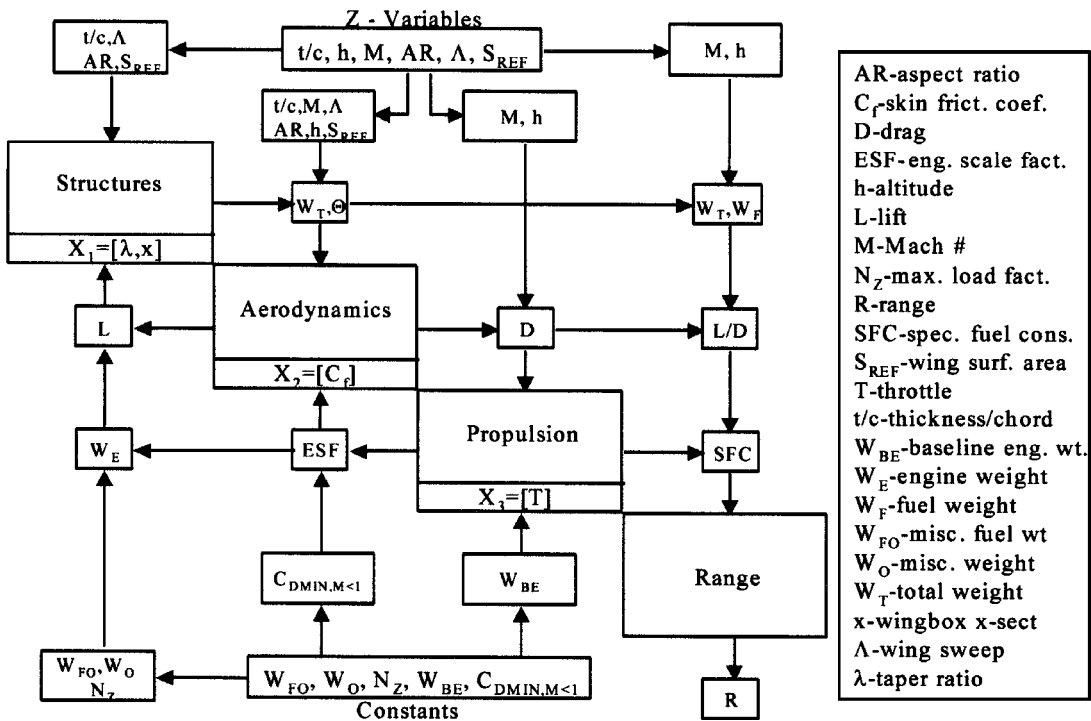 Z - Variables
t/c, h, M, AR, Λ, S_REF
t/c,Λ
AR,S_REF
M, h
t/c,M,Λ
AR,h,S_REF
M, h
Structures
X_1=[λ,x]
W_T,Θ
W_T, W_F
Aerodynamics
X_2=[C_f]
L
D
L/D
Propulsion
X_3=[T]
W_E
ESF
SFC
C_DMIN,M<1
W_BE
Range
W_FO, W_O
N_Z
W_FO, W_O, N_Z, W_BE, C_DMIN,M<1
Constants
R
AR-aspect ratio
C_f-skin frict. coef.
D-drag
ESF-eng. scale fact.
h-altitude
L-lift
M-Mach #
N_Z-max. load fact.
R-range
SFC-spec. fuel cons.
S_REF-wing surf. area
T-throttle
t/c-thickness/chord
W_BE-baseline eng. wt.
W_E-engine weight
W_F-fuel weight
W_FO-misc. fuel wt
W_O-misc. weight
W_T-total weight
x-wingbox x-sect
Λ-wing sweep
λ-taper ratio